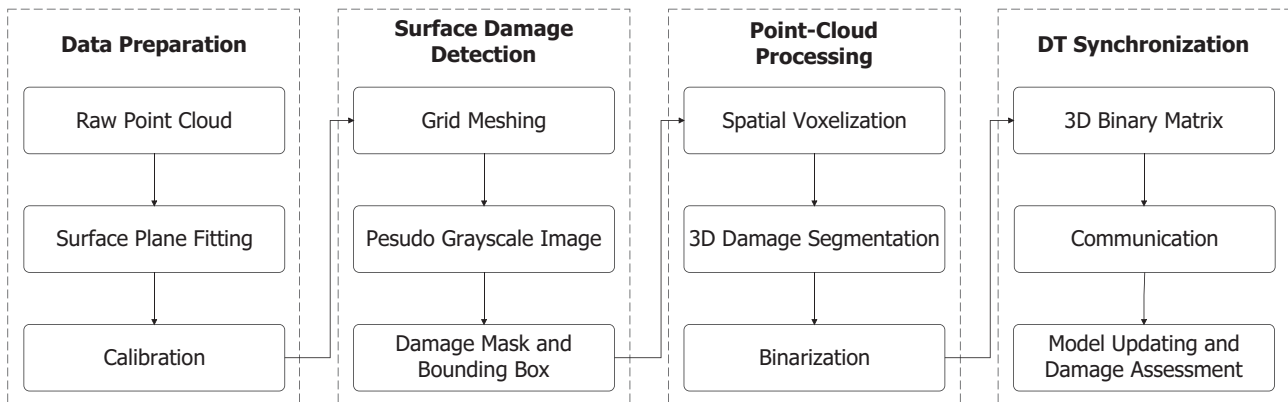 Data Preparation
Raw Point Cloud
Surface Plane Fitting
Calibration
Surface Damage
Detection
Grid Meshing
Pesudo Grayscale Image
Damage Mask and
Bounding Box
Point-Cloud
Processing
Spatial Voxelization
3D Damage Segmentation
Binarization
DT Synchronization
3D Binary Matrix
Communication
Model Updating and
Damage Assessment